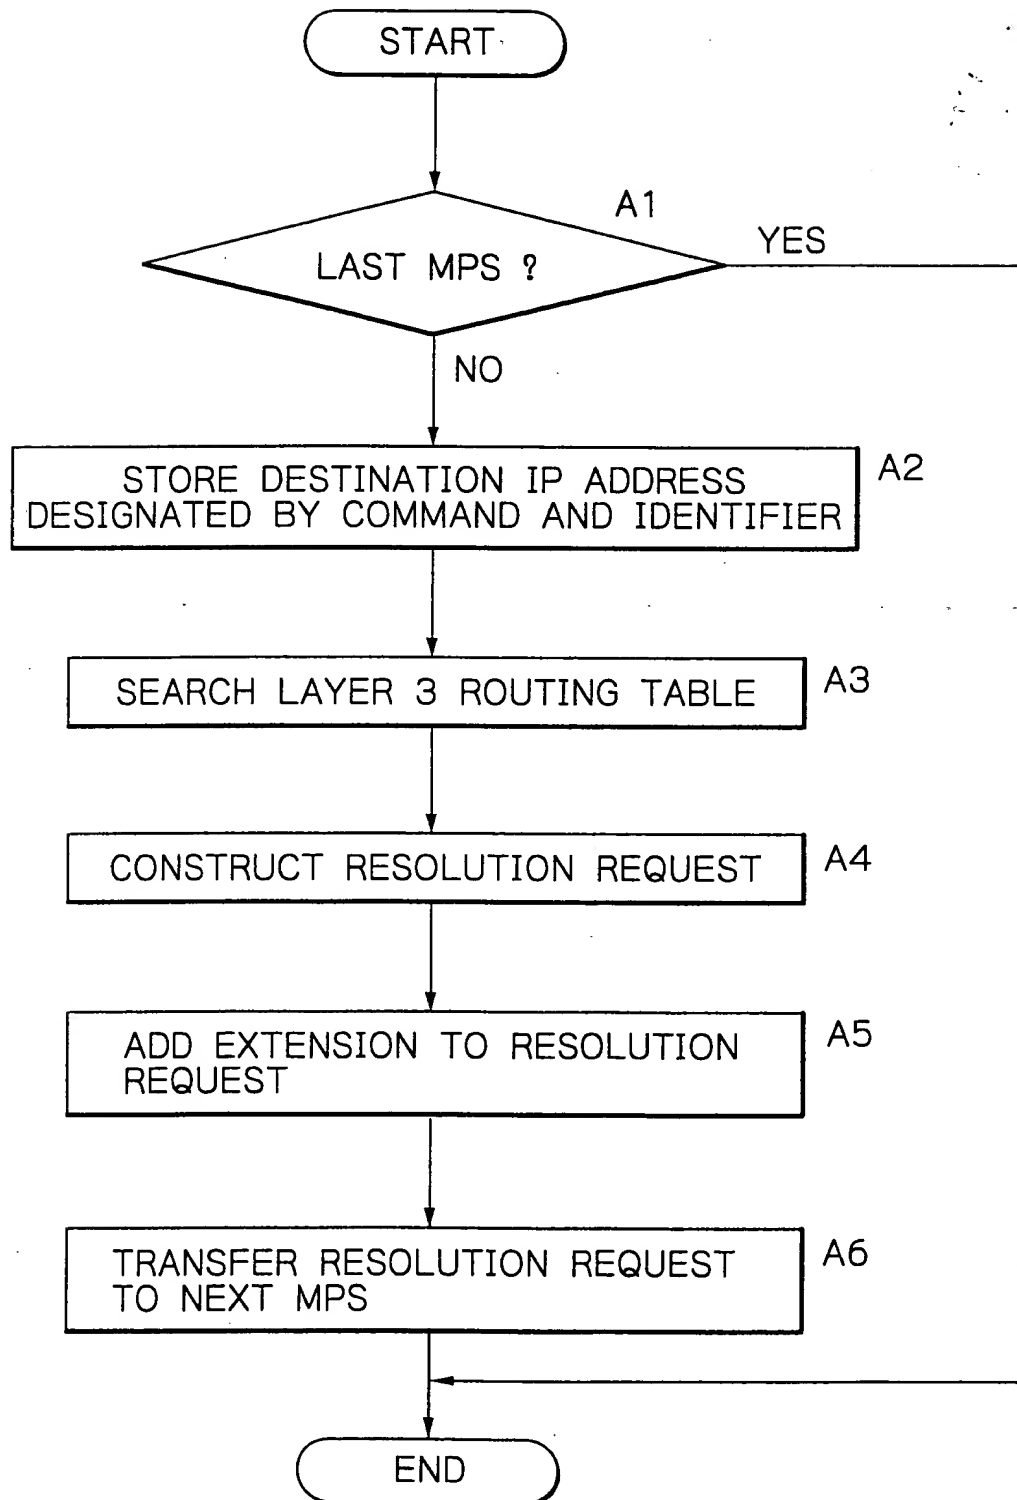 START
A1
YES
LAST MPS ?
NO
A2
STORE DESTINATION IP ADDRESS
DESIGNATED BY COMMAND AND IDENTIFIER
A3
SEARCH LAYER 3 ROUTING TABLE
A4
CONSTRUCT RESOLUTION REQUEST
A5
ADD EXTENSION TO RESOLUTION
REQUEST
A6
TRANSFER RESOLUTION REQUEST
TO NEXT MPS
END